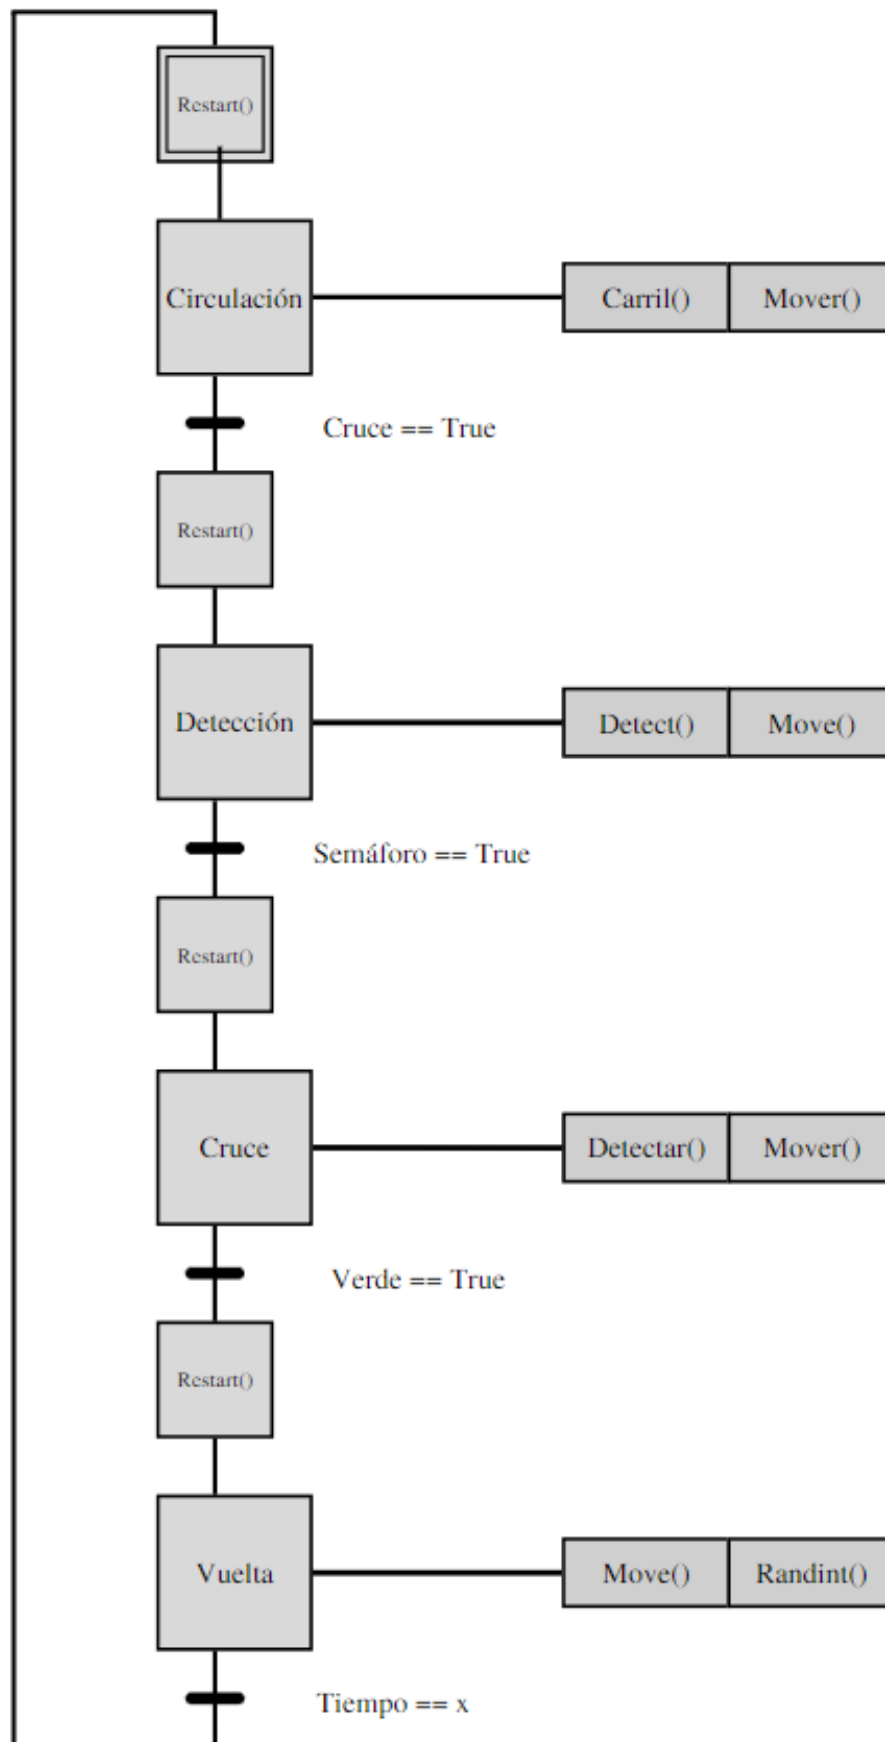 Restart()
Circulación
Carril()
Mover()
Cruce == True
Restart()
Detección
Detect()
Move()
Semáforo == True
Restart()
Cruce
Detectar()
Mover()
Verde == True
Restart()
Vuelta
Move()
Randint()
Tiempo == x